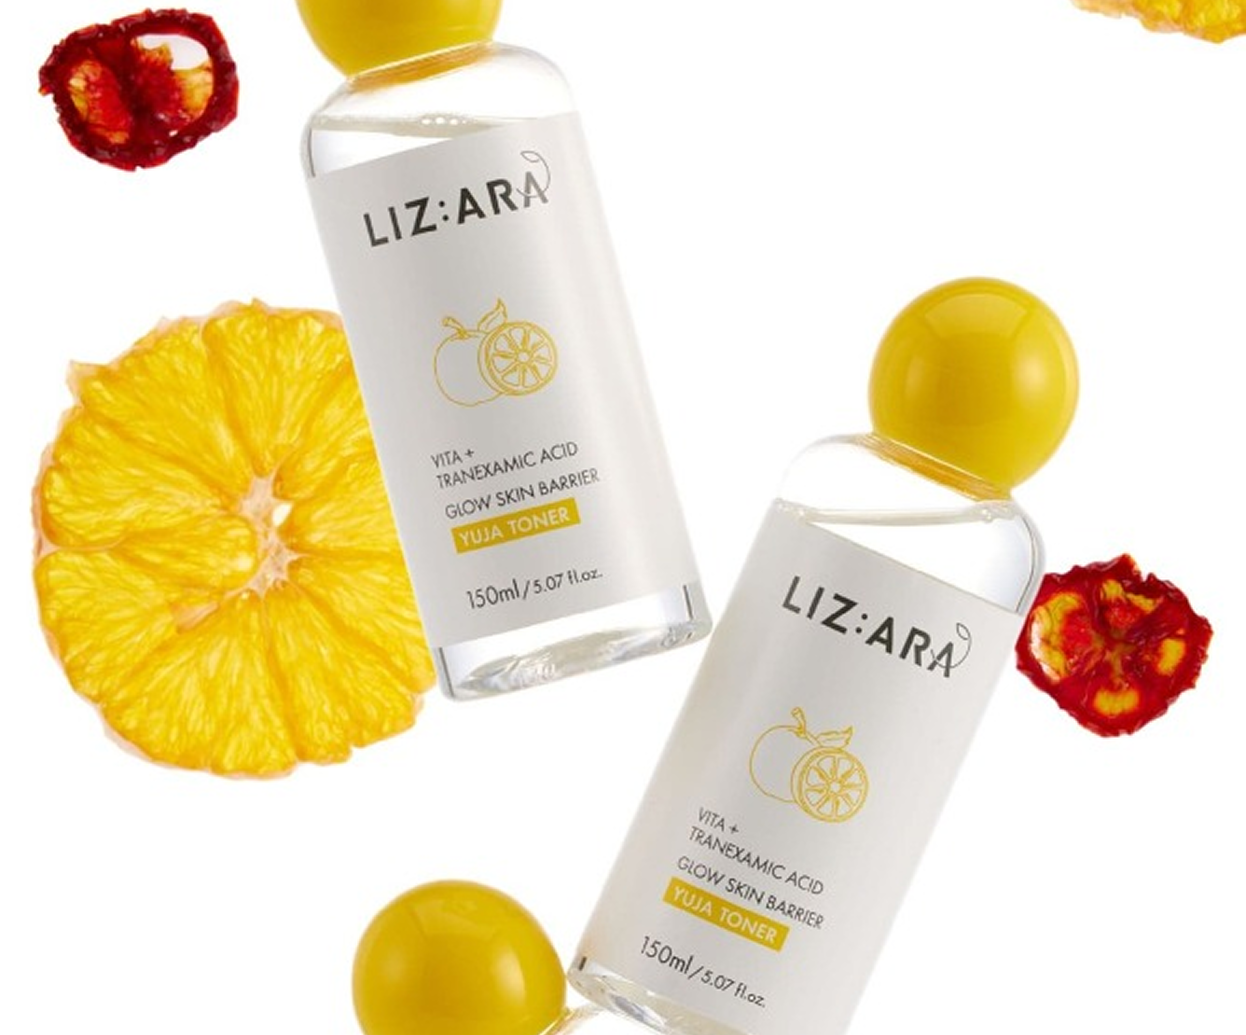 LIZ:ARA
VITA +
TRANEXAMIC ACID
GLOW SKIN BARRIER
YUJA TONER
150ml/5.07 fl.oz.
LIZ:ARA
VITA +
TRANEXAMIC ACID
GLOW SKIN BARRIER
YUJA TONER
150ml/5.07 fl.oz.